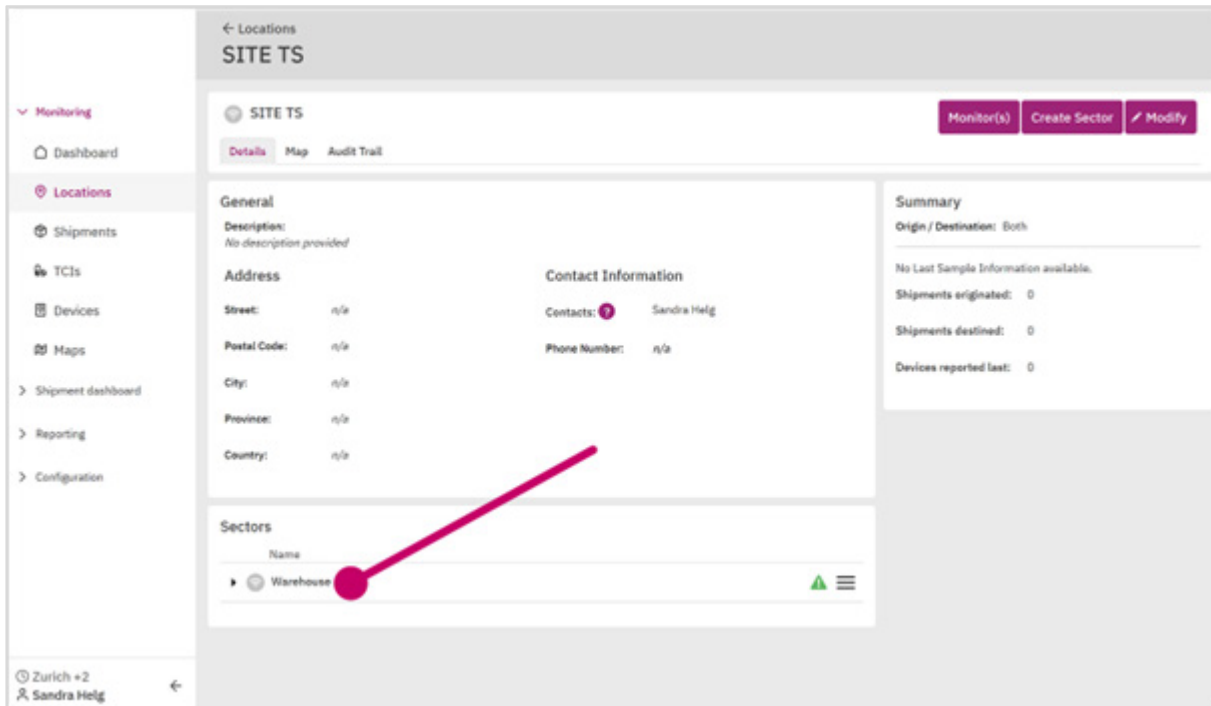 ← Locations
SITE TS
Monitoring
Dashboard
Locations
Shipments
TCIs
Devices
Maps
Shipment dashboard
Reporting
Configuration
Zurich +2
Sandra Helg
SITE TS
Monitor(s) Create Sector Modify
Details Map Audit Trail
General
Description:
No description provided
Address
Street: n/a
Postal Code: n/a
City: n/a
Province: n/a
Country: n/a
Contact Information
Contacts: ? Sandra Helg
Phone Number: n/a
Summary
Origin / Destination: Both
No Last Sample Information available.
Shipments originated: 0
Shipments destined: 0
Devices reported last: 0
Sectors
Name
Warehouse